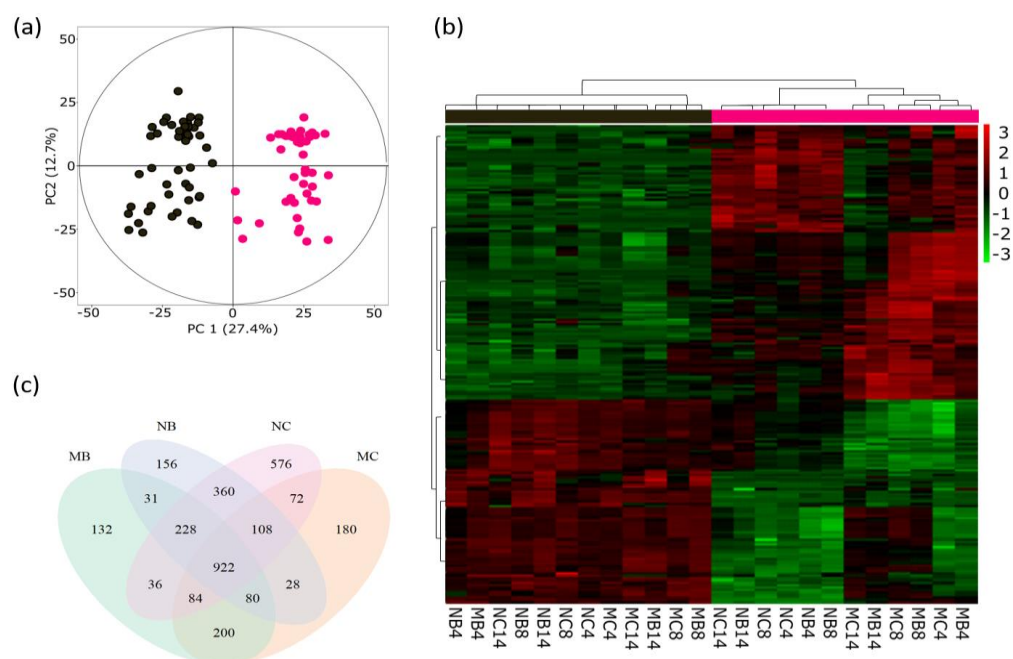 (a)
50
25
0
-25
-50
PC2 (12.7%)
-50 -25 0 25 50
PC 1 (27.4%)
(b)
3
2
1
0
-1
-2
-3
NB4 MB4 NC14 NB8 NB14 NC8 NC4 MC4 MC14 MB14 MC8 MB8 NC14 NB14 NC8 NC4 NB4 NB8 MC14 MB14 MC8 MB8 MC4 MB4
(c)
NB NC
MB MC
156 576
31 360 72
132 228 108 180
922
36 28
84 80
200